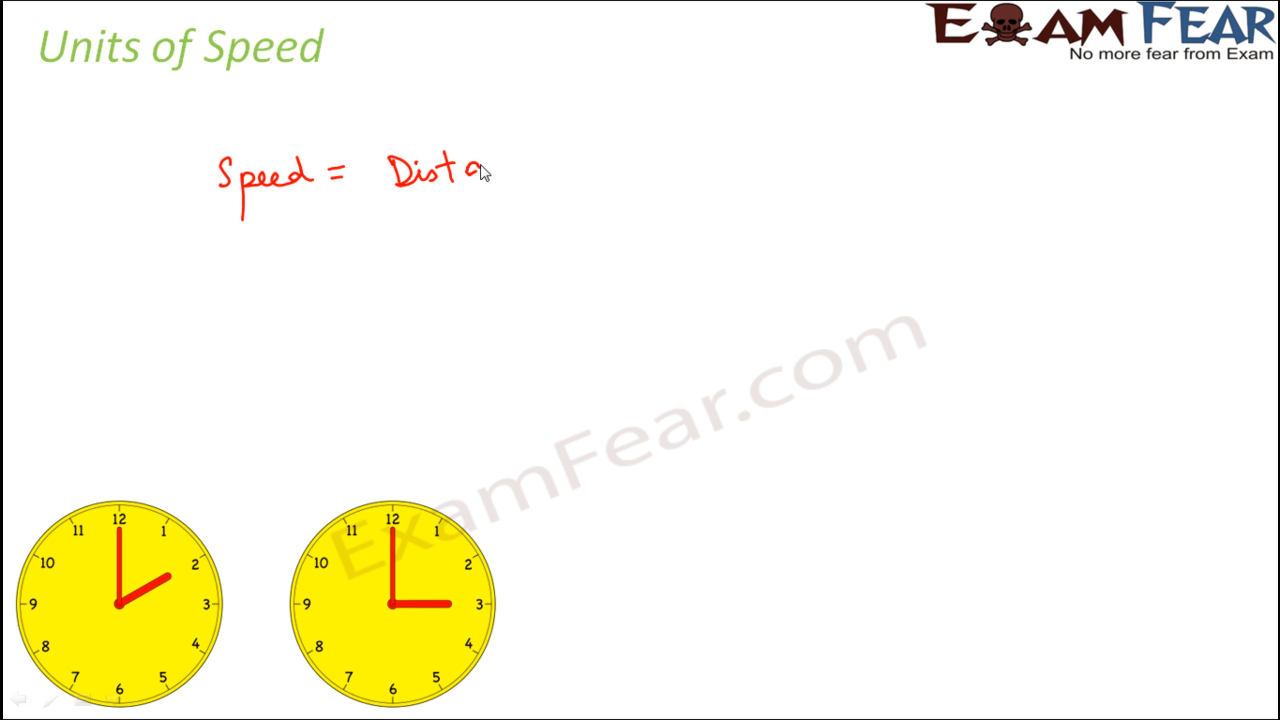 Units of Speed
EXAM FEAR
No more fear from Exam
Speed = Dista
ExamFear.com
12
11 1
10 2
9 3
8 4
7 5
6
12
11 1
10 2
9 3
8 4
7 5
6